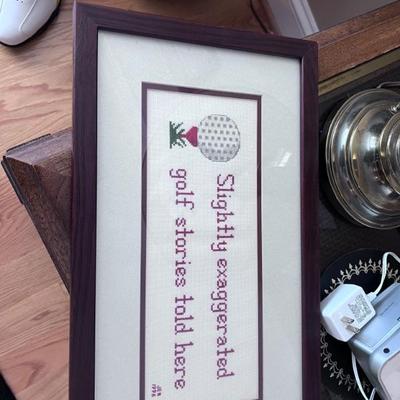 Slightly exaggerated
golf stories told here